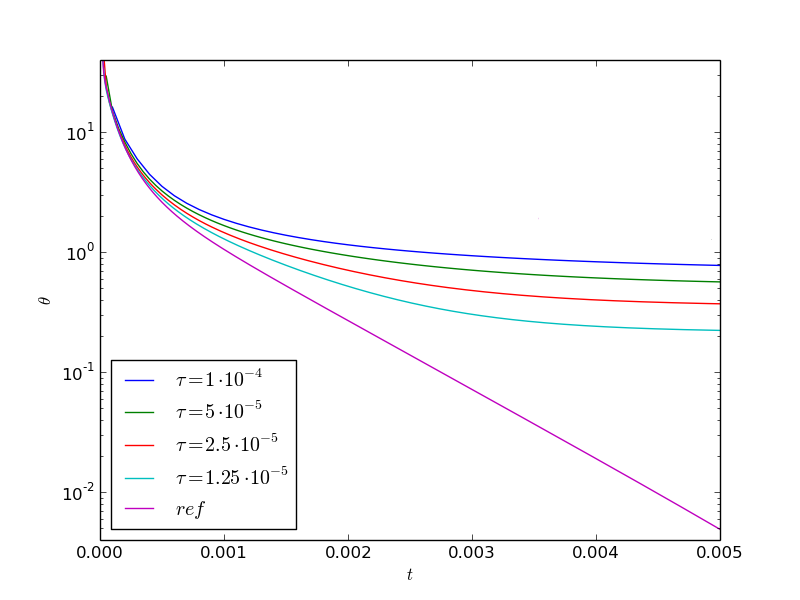 10¹
10⁰
10⁻¹
10⁻²
θ
τ = 1 · 10⁻⁴
τ = 5 · 10⁻⁵
τ = 2.5 · 10⁻⁵
τ = 1.25 · 10⁻⁵
ref
0.000 0.001 0.002 0.003 0.004 0.005
t